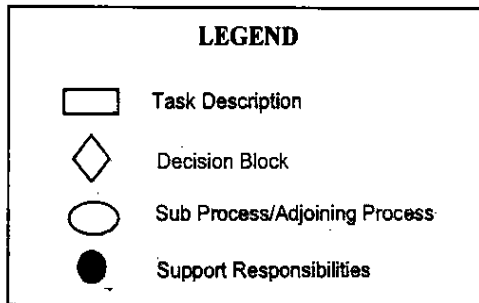 LEGEND
Task Description
Decision Block
Sub Process/Adjoining Process
Support Responsibilities